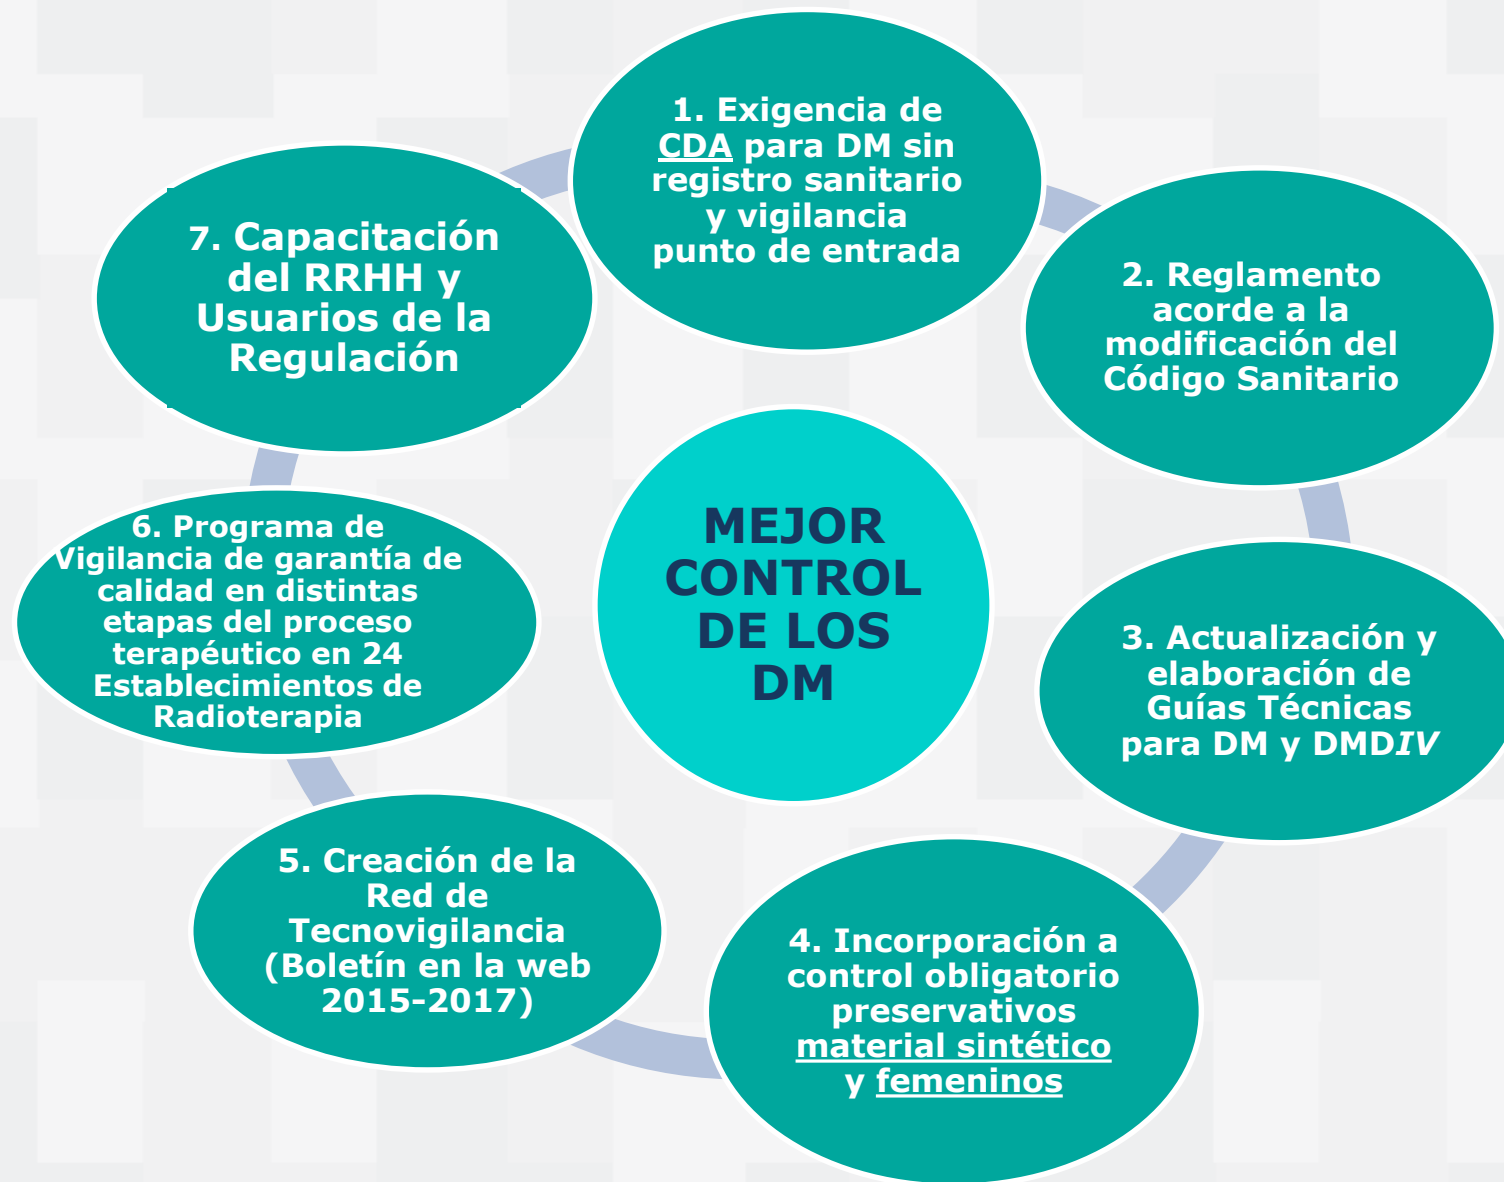 1. Exigencia de
CDA para DM sin
registro sanitario
y vigilancia
punto de entrada
2. Reglamento
acorde a la
modificación del
Código Sanitario
3. Actualización y
elaboración de
Guías Técnicas
para DM y DMDIV
4. Incorporación a
control obligatorio
preservativos
material sintético
y femeninos
5. Creación de la
Red de
Tecnovigilancia
(Boletín en la web
2015-2017)
6. Programa de
Vigilancia de garantía de
calidad en distintas
etapas del proceso
terapéutico en 24
Establecimientos de
Radioterapia
7. Capacitación
del RRHH y
Usuarios de la
Regulación
MEJOR
CONTROL
DE LOS
DM